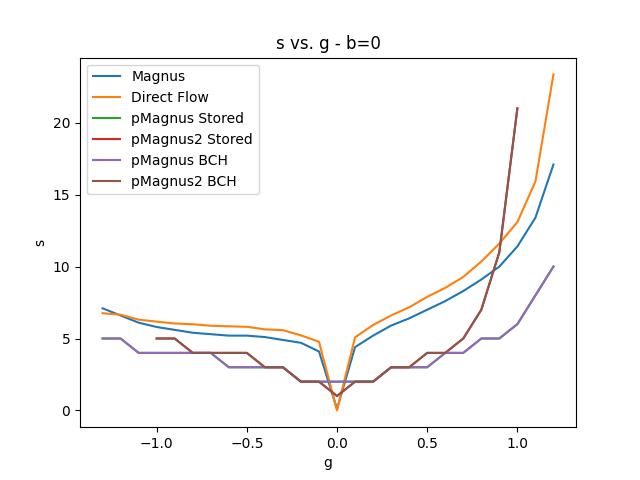 s vs. g - b=0
Magnus
Direct Flow
pMagnus Stored
pMagnus2 Stored
pMagnus BCH
pMagnus2 BCH
20
15
10
5
0
s
−1.0 −0.5 0.0 0.5 1.0
g